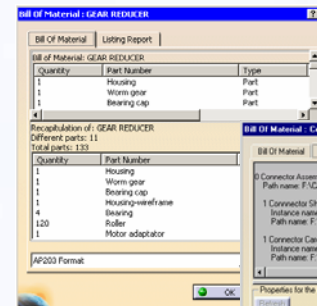 Bill Of Material : GEAR REDUCER
Bill Of Material Listing Report
Bill of Material: GEAR REDUCER
Quantity Part Number Type
1 Housing Part
1 Worm gear Part
1 Bearing cap Part
Recapitulation of: GEAR REDUCER
Different parts: 11
Total parts: 133
Quantity Part Number
1 Housing
1 Worm gear
1 Bearing cap
1 Housing-wireframe
4 Bearing
120 Roller
1 Motor adaptator
AP203 Format
OK
Bill Of Material : Co
Bill Of Material
0 Connector Assem
Path name: F:\C
1 Connvector Sh
Instance name
Path name: F:
1 Connector Car
Instance name
Path name: F:
Properties for the
Refresh